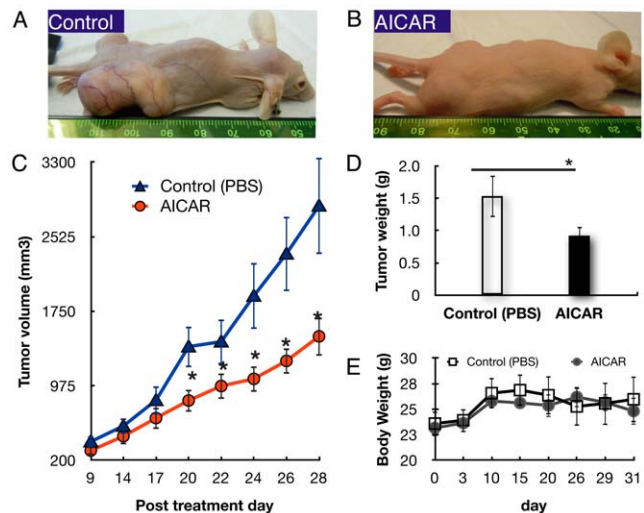 A
Control
B
AICAR
C
3300
2525
1750
975
200
Tumor volume (mm3)
Control (PBS)
AICAR
*
*
*
*
*
9 14 17 20 22 24 26 28
Post treatment day
D
Tumor weight (g)
2.0
1.5
1.0
0.5
0.0
*
Control (PBS) AICAR
E
Body Weight (g)
28
25
23
20
Control (PBS) AICAR
0 3 10 15 20 26 29 31
day